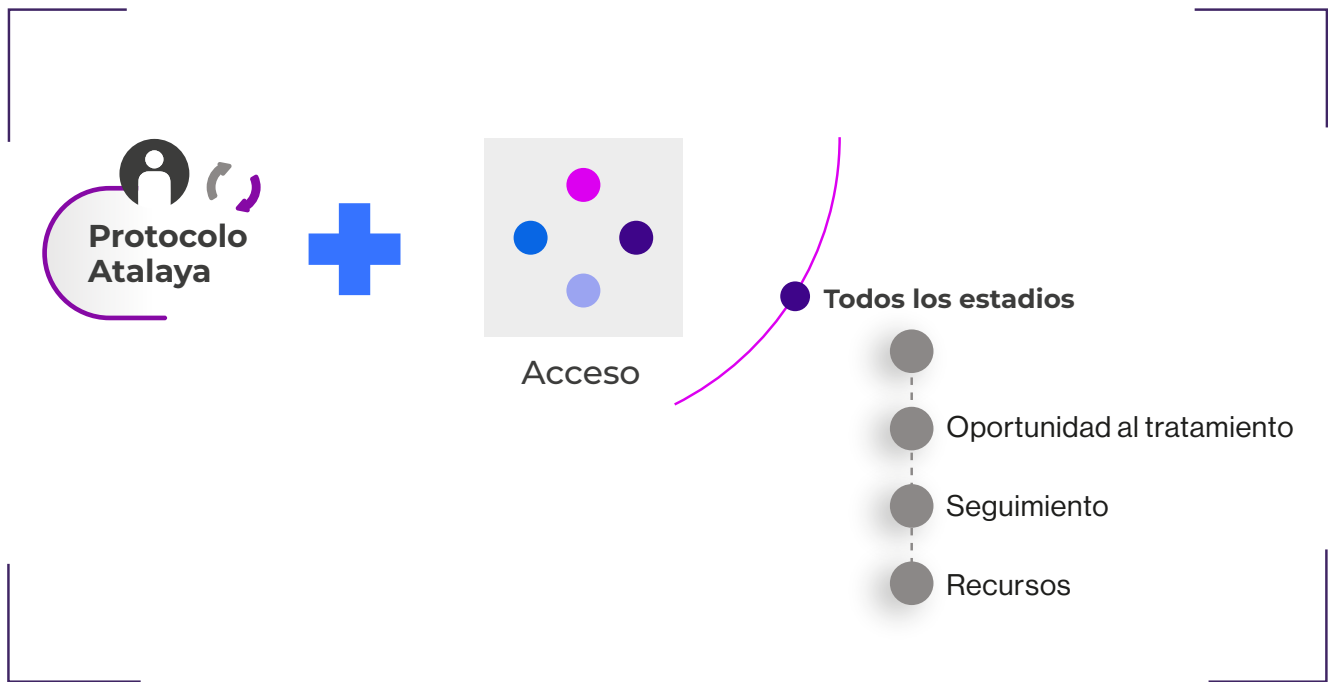 Protocolo
Atalaya
Acceso
Todos los estadios
Oportunidad al tratamiento
Seguimiento
Recursos